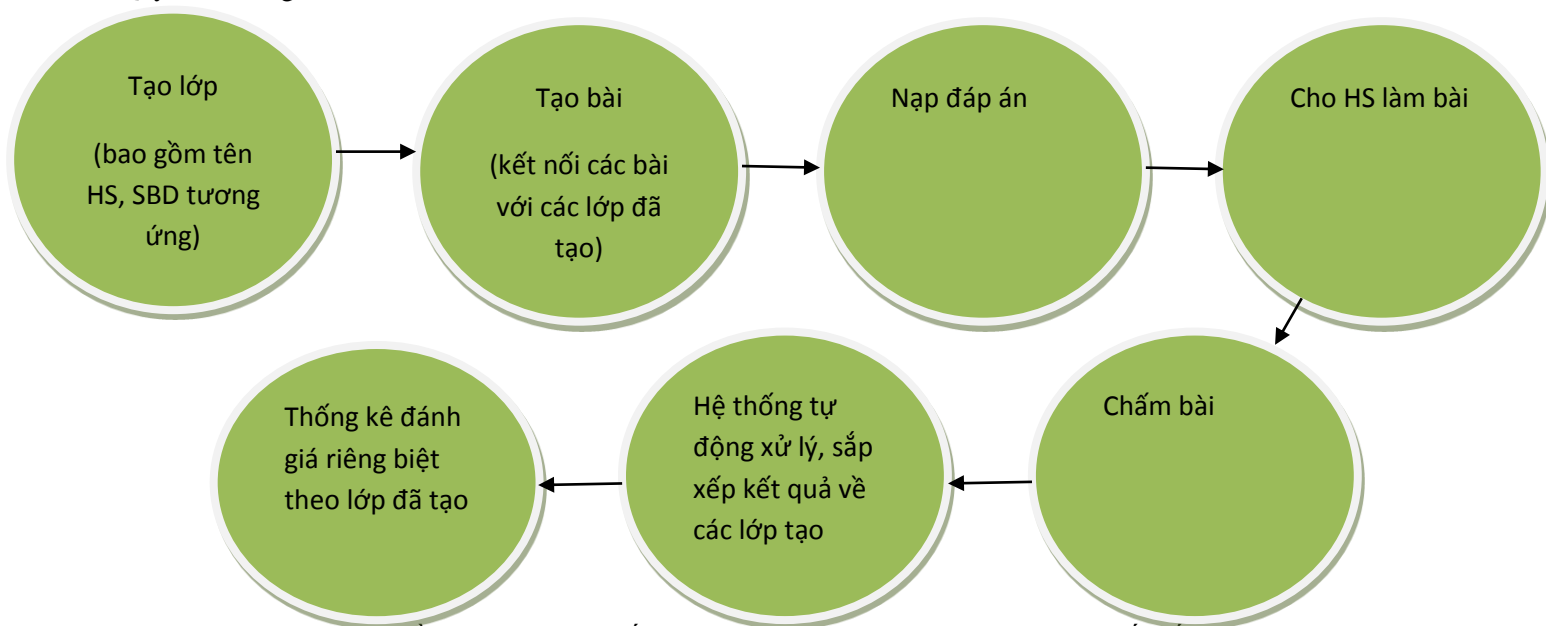 Tạo lớp
(bao gồm tên
HS, SBD tương
ứng)
Tạo bài
(kết nối các bài
với các lớp đã
tạo)
Nạp đáp án
Cho HS làm bài
Thống kê đánh
giá riêng biệt
theo lớp đã tạo
Hệ thống tự
động xử lý, sắp
xếp kết quả về
các lớp tạo
Chấm bài